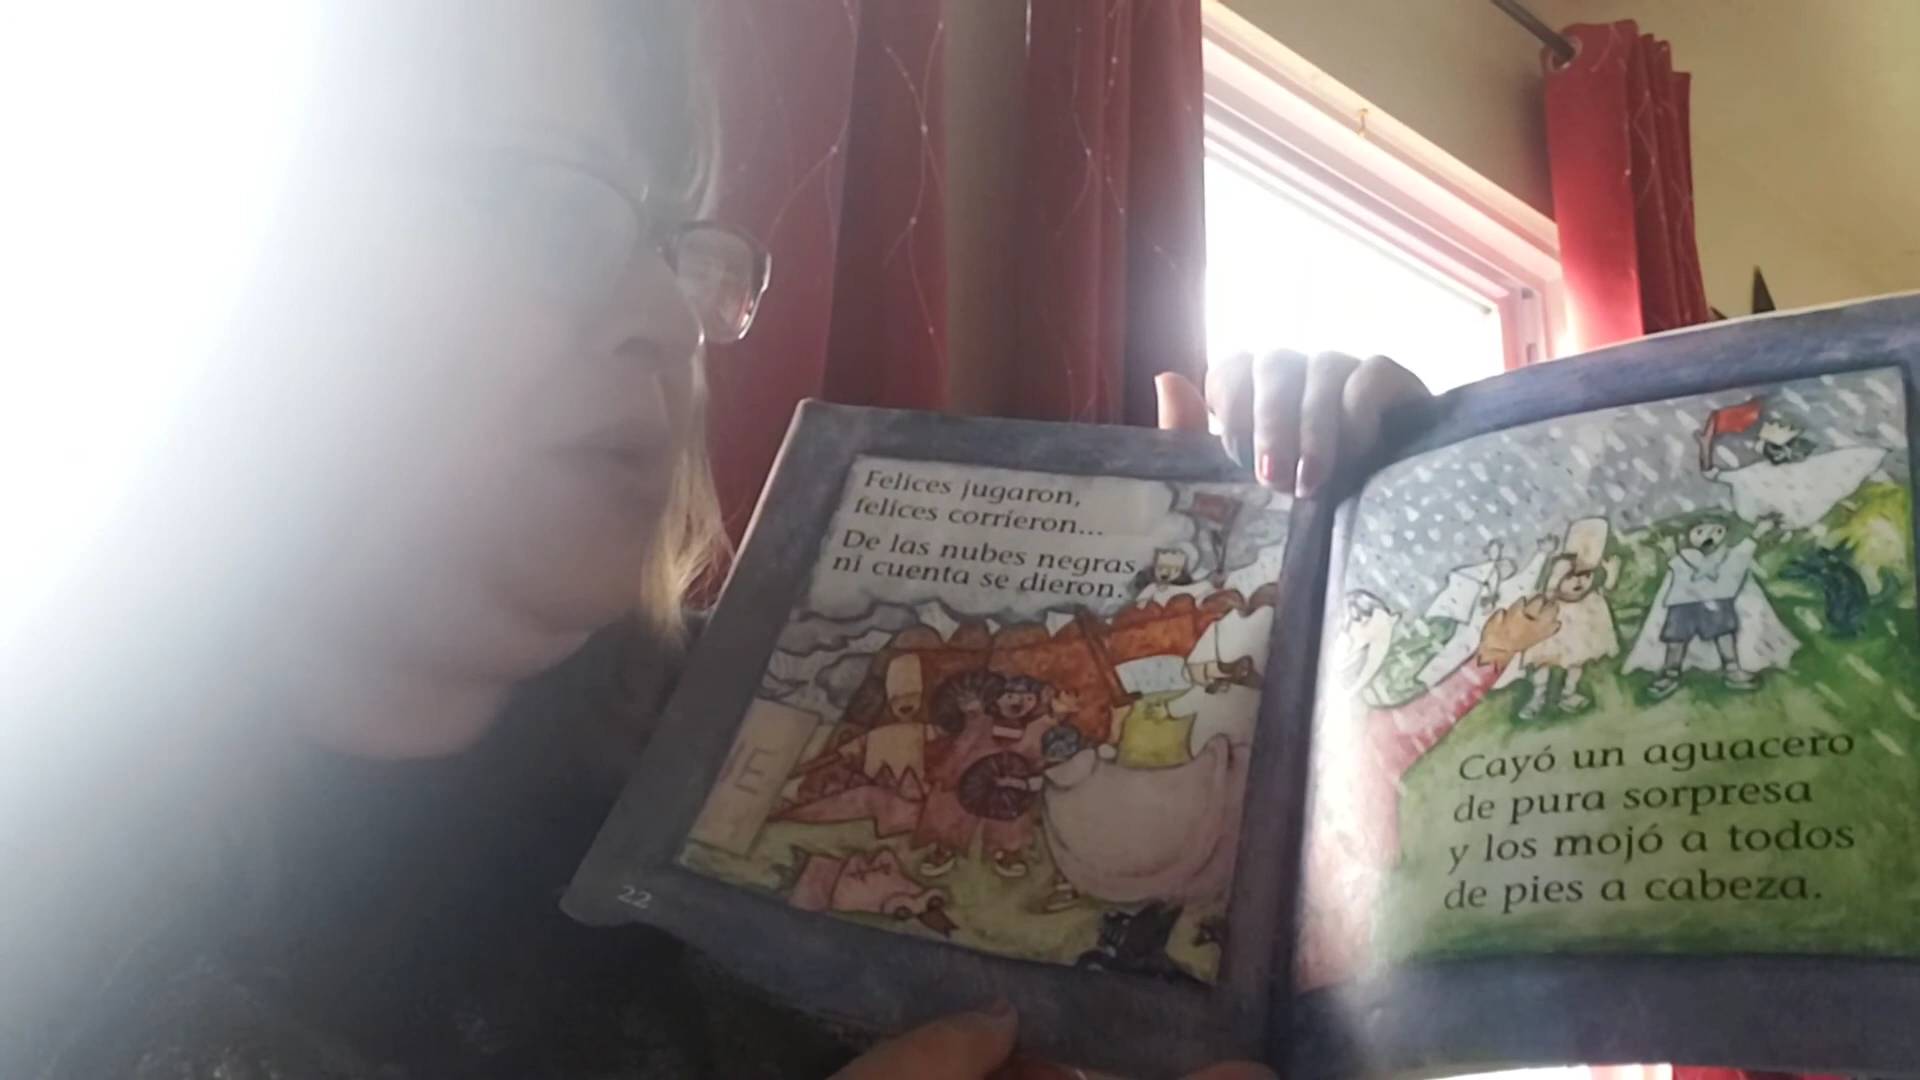 Felices jugaron,
felices corrieron...
De las nubes negras
ni cuenta se dieron.
22
Cayó un aguacero
de pura sorpresa
y los mojó a todos
de pies a cabeza.